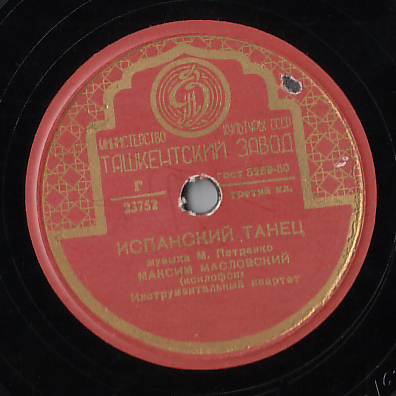 МИНИСТЕРСТВО КУЛЬТУРЫ СССР
ТАШКЕНТСКИЙ ЗАВОД
Г
23752
ГОСТ 5289-50
третий кл.
ИСПАНСКИЙ ТАНЕЦ
музыка М. Петренко
МАКСИМ МАСЛОВСКИЙ
(ксилофон)
Инструментальный квартет